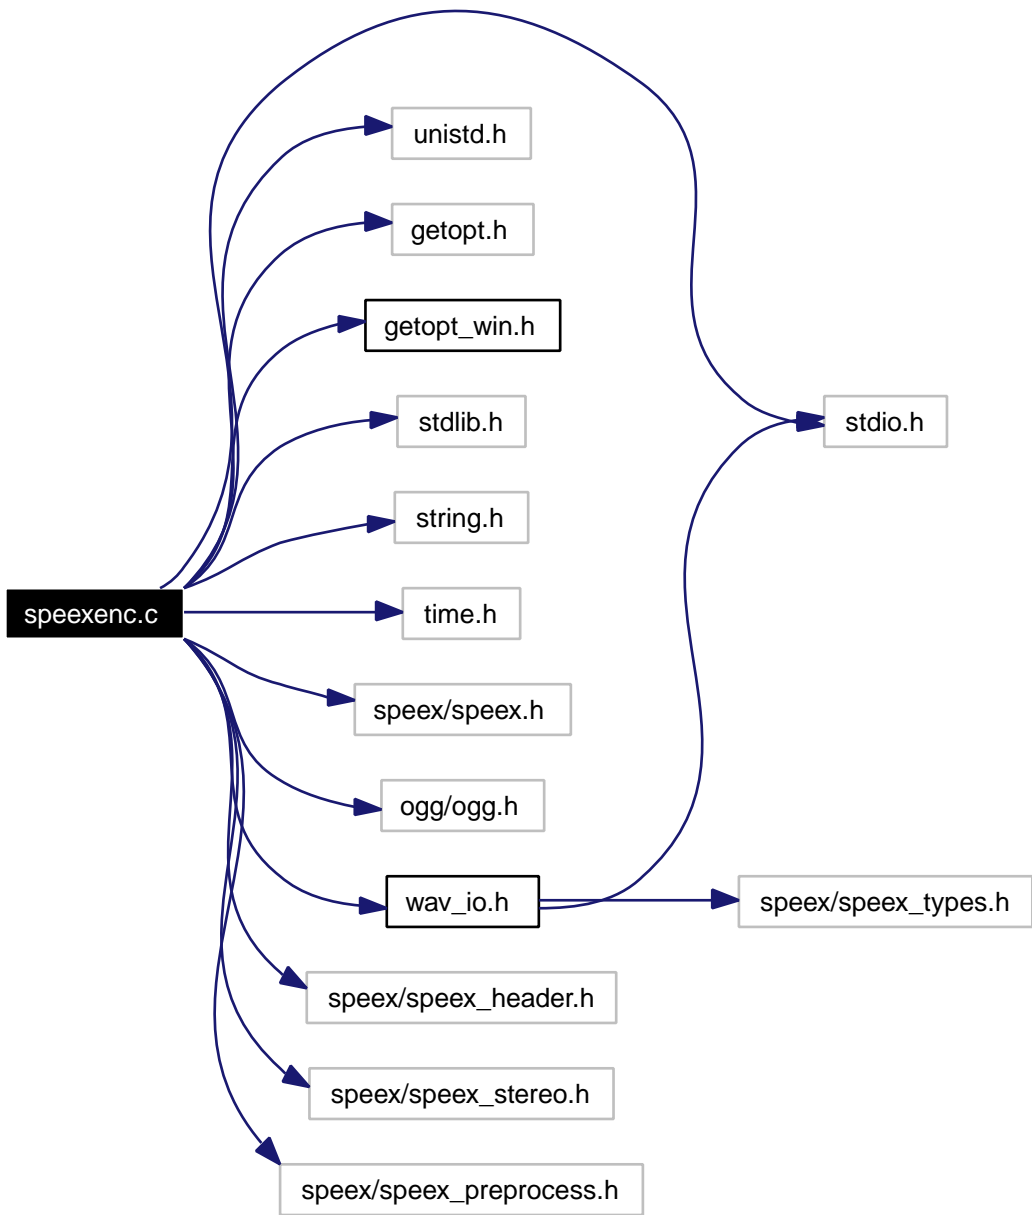 unistd.h
getopt.h
getopt_win.h
stdlib.h
stdio.h
string.h
speexenc.c
time.h
speex/speex.h
ogg/ogg.h
wav_io.h
speex/speex_types.h
speex/speex_header.h
speex/speex_stereo.h
speex/speex_preprocess.h